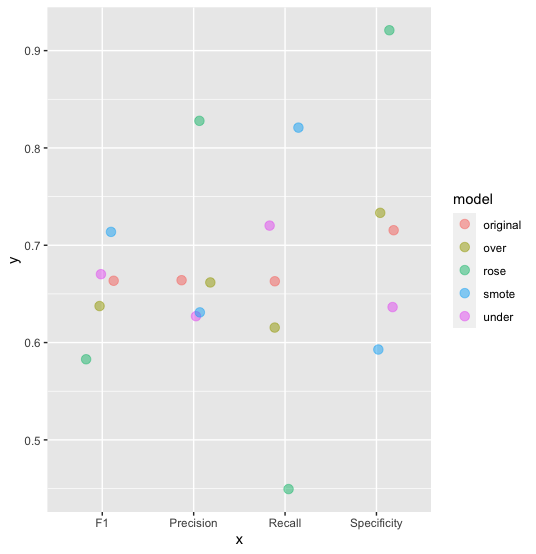 0.9
0.8
0.7
0.6
0.5
y
F1 Precision Recall Specificity
x
model
original
over
rose
smote
under